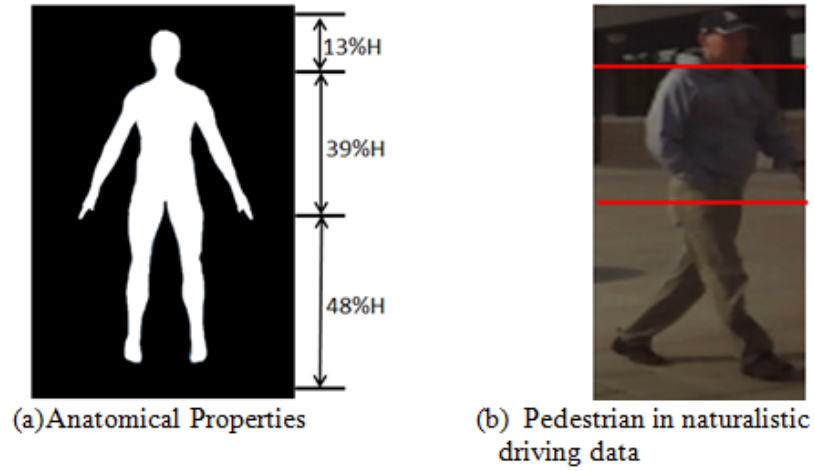 13%H
39%H
48%H
(a)Anatomical Properties
(b) Pedestrian in naturalistic
driving data